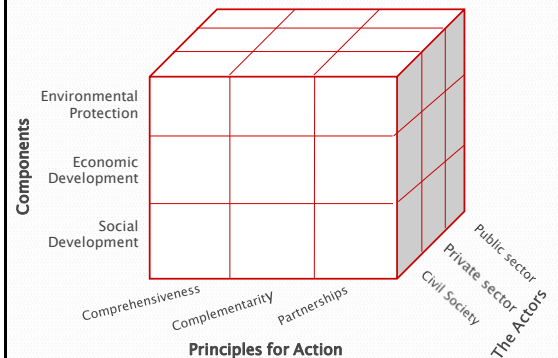 Environmental
Protection
Economic
Development
Social
Development
Components
Comprehensiveness
Complementarity
Partnerships
Principles for Action
Civil Society
Private sector
Public sector
The Actors